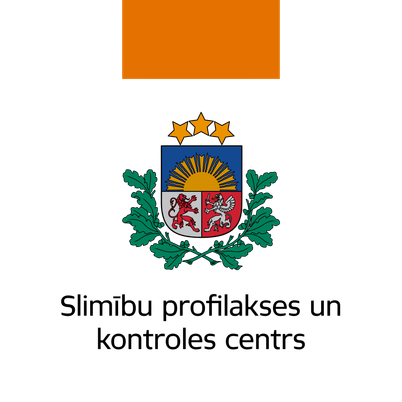 Slimību profilakses un
kontroles centrs